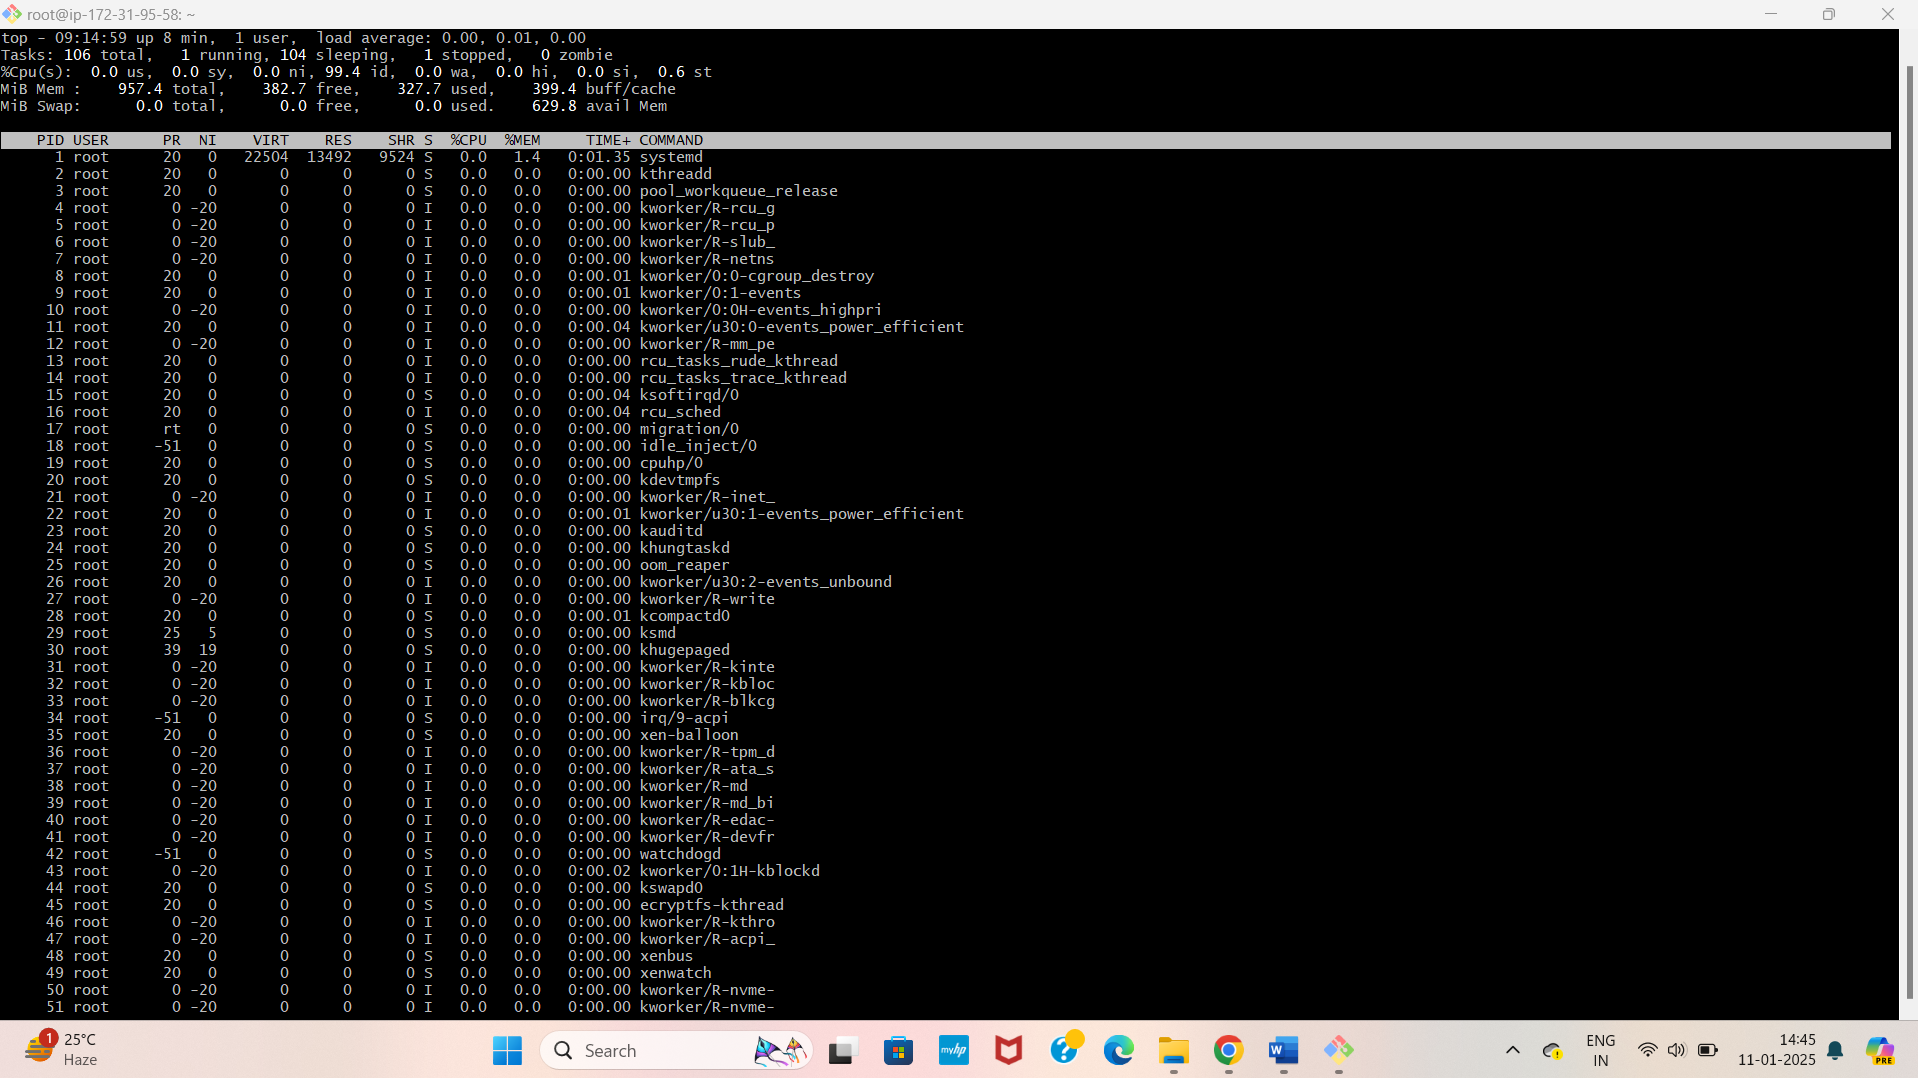 root@ip-172-31-95-58: ~
top - 09:14:59 up 8 min,  1 user,  load average: 0.00, 0.01, 0.00
Tasks: 106 total,   1 running, 104 sleeping,   1 stopped,   0 zombie
%Cpu(s):  0.0 us,  0.0 sy,  0.0 ni, 99.4 id,  0.0 wa,  0.0 hi,  0.0 si,  0.6 st
MiB Mem :    957.4 total,    382.7 free,    327.7 used,    399.4 buff/cache
MiB Swap:      0.0 total,      0.0 free,      0.0 used.    629.8 avail Mem
PID USER      PR  NI    VIRT    RES    SHR S  %CPU  %MEM     TIME+ COMMAND
1 root      20   0   22504  13492   9524 S   0.0   1.4   0:01.35 systemd
2 root      20   0       0      0      0 S   0.0   0.0   0:00.00 kthreadd
3 root      20   0       0      0      0 S   0.0   0.0   0:00.00 pool_workqueue_release
4 root       0 -20       0      0      0 I   0.0   0.0   0:00.00 kworker/R-rcu_g
5 root       0 -20       0      0      0 I   0.0   0.0   0:00.00 kworker/R-rcu_p
6 root       0 -20       0      0      0 I   0.0   0.0   0:00.00 kworker/R-slub_
7 root       0 -20       0      0      0 I   0.0   0.0   0:00.00 kworker/R-netns
8 root      20   0       0      0      0 I   0.0   0.0   0:00.01 kworker/0:0-cgroup_destroy
9 root      20   0       0      0      0 I   0.0   0.0   0:00.01 kworker/0:1-events
10 root       0 -20       0      0      0 I   0.0   0.0   0:00.00 kworker/0:0H-events_highpri
11 root      20   0       0      0      0 I   0.0   0.0   0:00.04 kworker/u30:0-events_power_efficient
12 root       0 -20       0      0      0 I   0.0   0.0   0:00.00 kworker/R-mm_pe
13 root      20   0       0      0      0 I   0.0   0.0   0:00.00 rcu_tasks_rude_kthread
14 root      20   0       0      0      0 I   0.0   0.0   0:00.00 rcu_tasks_trace_kthread
15 root      20   0       0      0      0 S   0.0   0.0   0:00.04 ksoftirqd/0
16 root      20   0       0      0      0 I   0.0   0.0   0:00.04 rcu_sched
17 root      rt   0       0      0      0 S   0.0   0.0   0:00.00 migration/0
18 root     -51   0       0      0      0 S   0.0   0.0   0:00.00 idle_inject/0
19 root      20   0       0      0      0 S   0.0   0.0   0:00.00 cpuhp/0
20 root      20   0       0      0      0 S   0.0   0.0   0:00.00 kdevtmpfs
21 root       0 -20       0      0      0 I   0.0   0.0   0:00.00 kworker/R-inet_
22 root      20   0       0      0      0 I   0.0   0.0   0:00.01 kworker/u30:1-events_power_efficient
23 root      20   0       0      0      0 S   0.0   0.0   0:00.00 kauditd
24 root      20   0       0      0      0 S   0.0   0.0   0:00.00 khungtaskd
25 root      20   0       0      0      0 S   0.0   0.0   0:00.00 oom_reaper
26 root      20   0       0      0      0 I   0.0   0.0   0:00.00 kworker/u30:2-events_unbound
27 root       0 -20       0      0      0 I   0.0   0.0   0:00.00 kworker/R-write
28 root      20   0       0      0      0 S   0.0   0.0   0:00.01 kcompactd0
29 root      25   5       0      0      0 S   0.0   0.0   0:00.00 ksmd
30 root      39  19       0      0      0 S   0.0   0.0   0:00.00 khugepaged
31 root       0 -20       0      0      0 I   0.0   0.0   0:00.00 kworker/R-kinte
32 root       0 -20       0      0      0 I   0.0   0.0   0:00.00 kworker/R-kbloc
33 root       0 -20       0      0      0 I   0.0   0.0   0:00.00 kworker/R-blkcg
34 root     -51   0       0      0      0 S   0.0   0.0   0:00.00 irq/9-acpi
35 root      20   0       0      0      0 S   0.0   0.0   0:00.00 xen-balloon
36 root       0 -20       0      0      0 I   0.0   0.0   0:00.00 kworker/R-tpm_d
37 root       0 -20       0      0      0 I   0.0   0.0   0:00.00 kworker/R-ata_s
38 root       0 -20       0      0      0 I   0.0   0.0   0:00.00 kworker/R-md
39 root       0 -20       0      0      0 I   0.0   0.0   0:00.00 kworker/R-md_bi
40 root       0 -20       0      0      0 I   0.0   0.0   0:00.00 kworker/R-edac-
41 root       0 -20       0      0      0 I   0.0   0.0   0:00.00 kworker/R-devfr
42 root     -51   0       0      0      0 S   0.0   0.0   0:00.00 watchdogd
43 root       0 -20       0      0      0 I   0.0   0.0   0:00.02 kworker/0:1H-kblockd
44 root      20   0       0      0      0 S   0.0   0.0   0:00.00 kswapd0
45 root      20   0       0      0      0 S   0.0   0.0   0:00.00 ecryptfs-kthread
46 root       0 -20       0      0      0 I   0.0   0.0   0:00.00 kworker/R-kthro
47 root       0 -20       0      0      0 I   0.0   0.0   0:00.00 kworker/R-acpi_
48 root      20   0       0      0      0 S   0.0   0.0   0:00.00 xenbus
49 root      20   0       0      0      0 S   0.0   0.0   0:00.00 xenwatch
50 root       0 -20       0      0      0 I   0.0   0.0   0:00.00 kworker/R-nvme-
51 root       0 -20       0      0      0 I   0.0   0.0   0:00.00 kworker/R-nvme-
1
25°C
Haze
Search
myhp
W
ENG
IN
14:45
11-01-2025
PRE